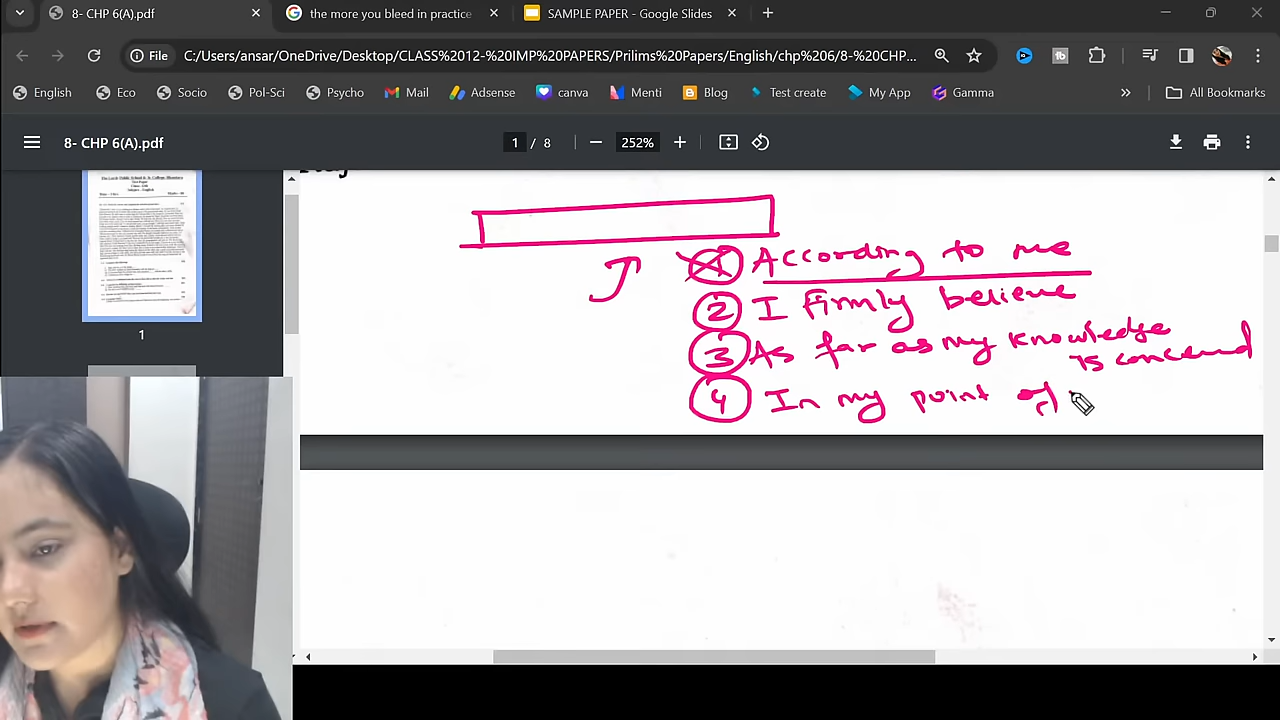 8- CHP 6(A).pdf
the more you bleed in practice
SAMPLE PAPER - Google Slides
File
C:/Users/ansar/OneDrive/Desktop/CLASS%2012-%20IMP%20PAPERS/Prilims%20Papers/English/chp%206/8-%20CHP...
English
Eco
Socio
Pol-Sci
Psycho
Mail
Adsense
canva
Menti
Blog
Test create
My App
Gamma
»
All Bookmarks
8- CHP 6(A).pdf
1 / 8
252%
1
1 According to me
2 I firmly believe
3 As far as my knowledge
is concerned
4 In my point of